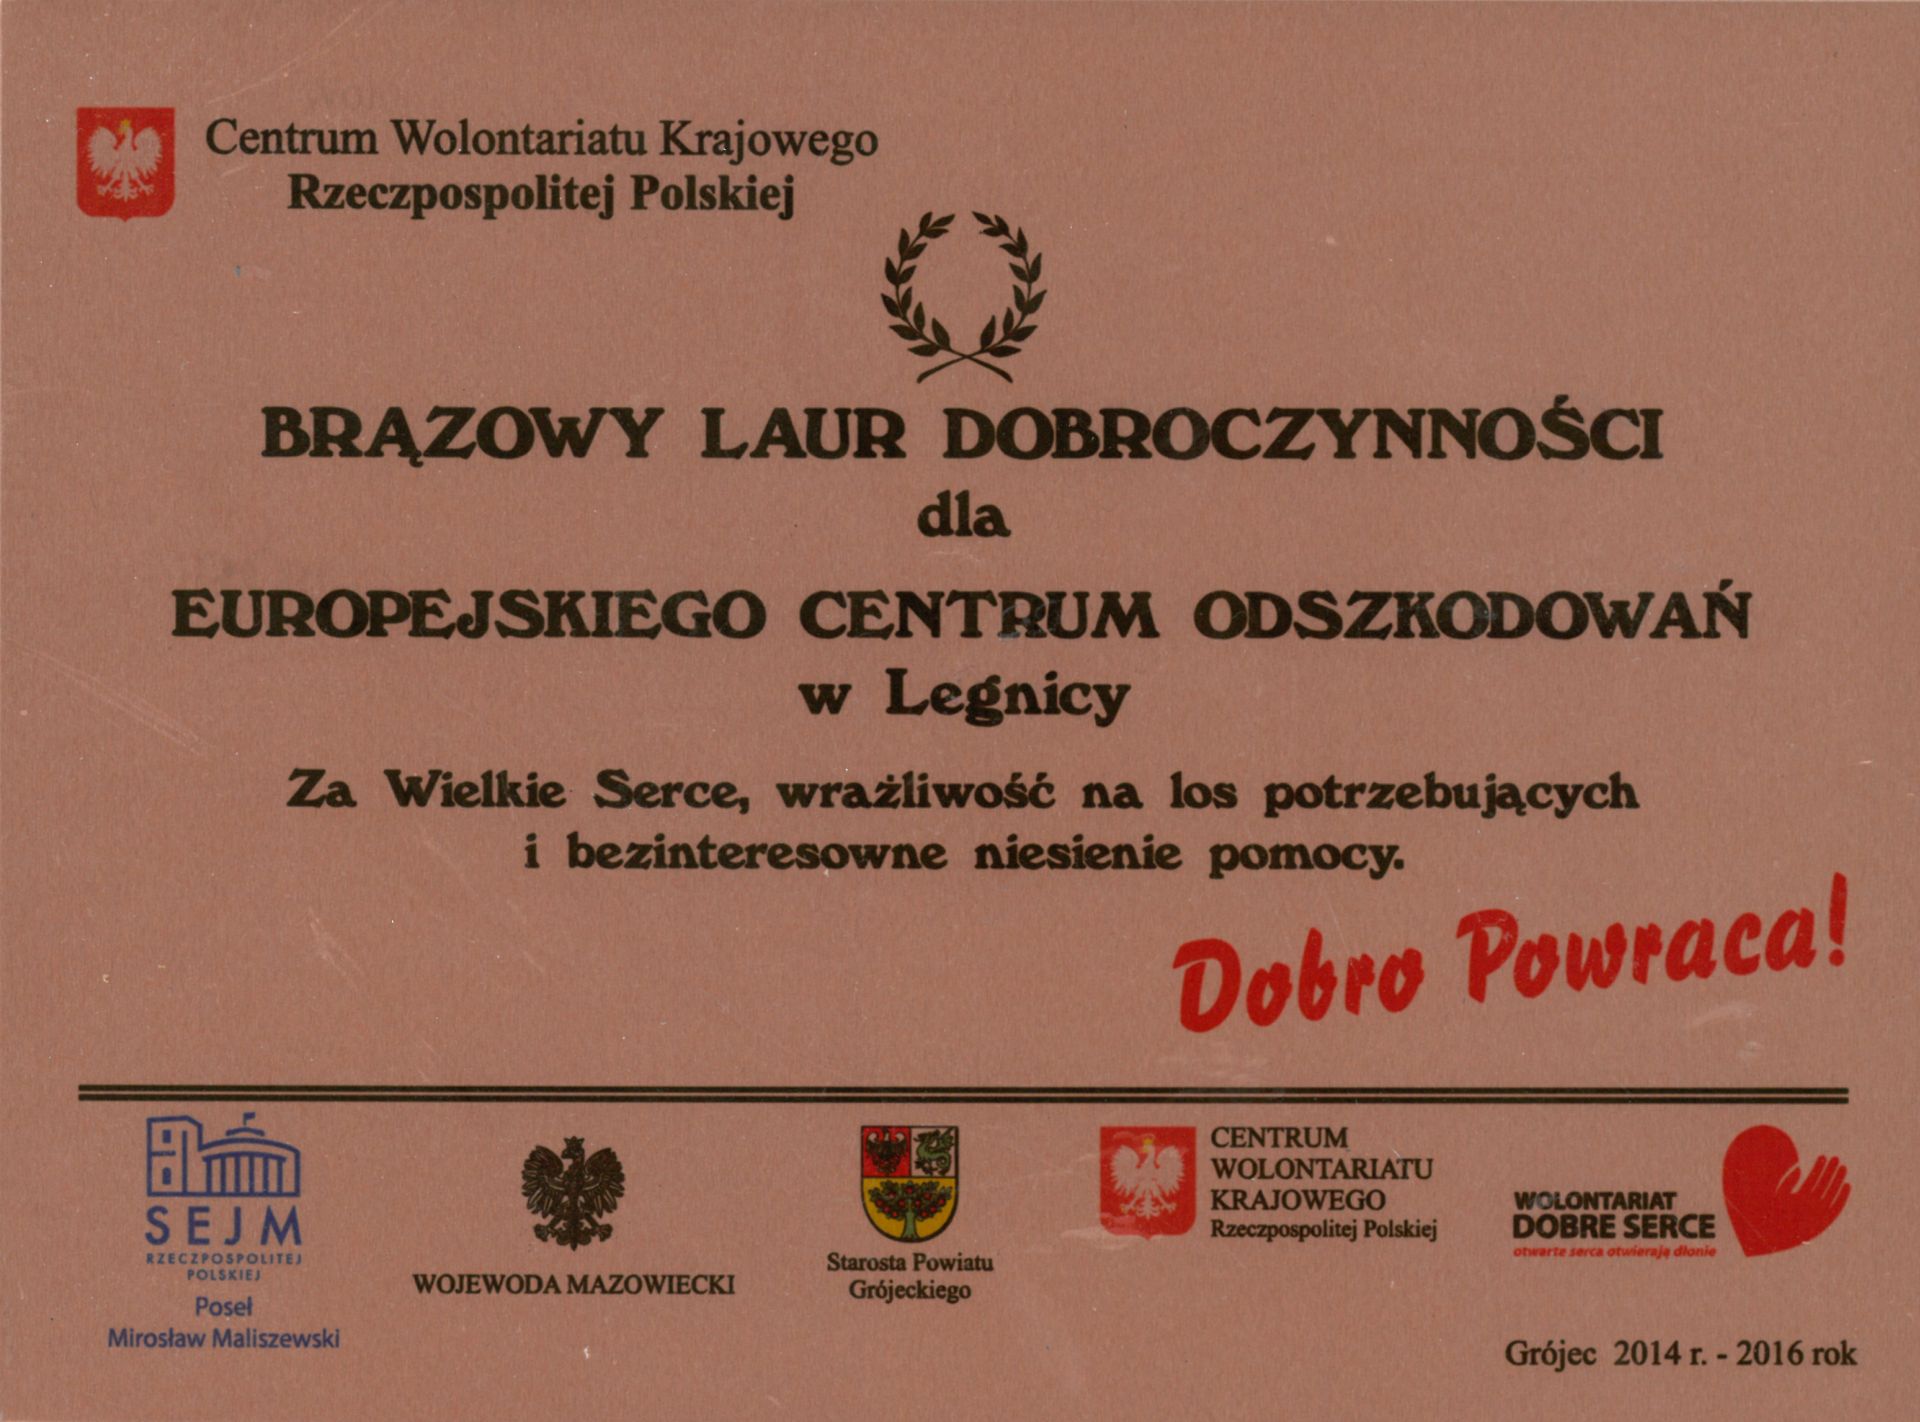 Centrum Wolontariatu Krajowego
Rzeczpospolitej Polskiej
BRĄZOWY LAUR DOBROCZYNNOŚCI
dla
EUROPEJSKIEGO CENTRUM ODSZKODOWAŃ
w Legnicy
Za Wielkie Serce, wrażliwość na los potrzebujących
i bezinteresowne niesienie pomocy.
Dobro Powraca!
SEJM
RZECZPOSPOLITEJ
POLSKIEJ
Poseł
Mirosław Maliszewski
WOJEWODA MAZOWIECKI
Starosta Powiatu
Grójeckiego
CENTRUM
WOLONTARIATU
KRAJOWEGO
Rzeczpospolitej Polskiej
WOLONTARIAT
DOBRE SERCE
otwarte serca otwierają dłonie
Grójec 2014 r. - 2016 rok